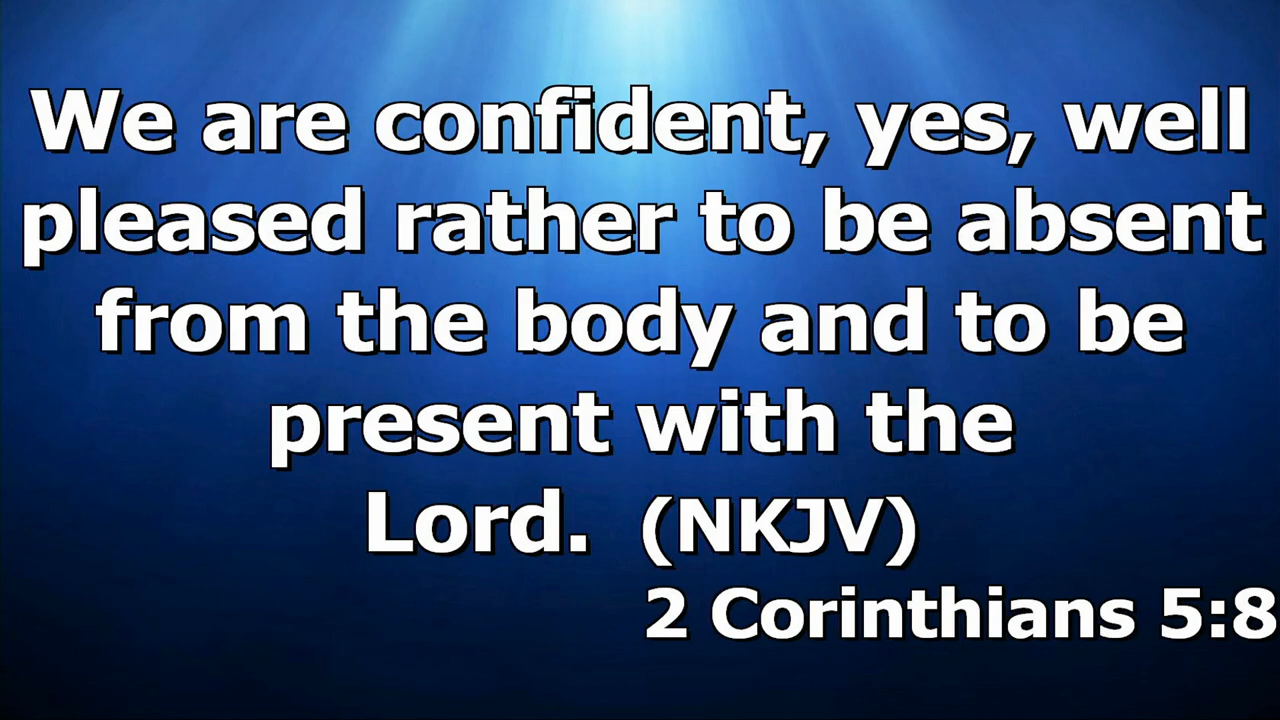 We are confident, yes, well
pleased rather to be absent
from the body and to be
present with the
Lord. (NKJV)
2 Corinthians 5:8